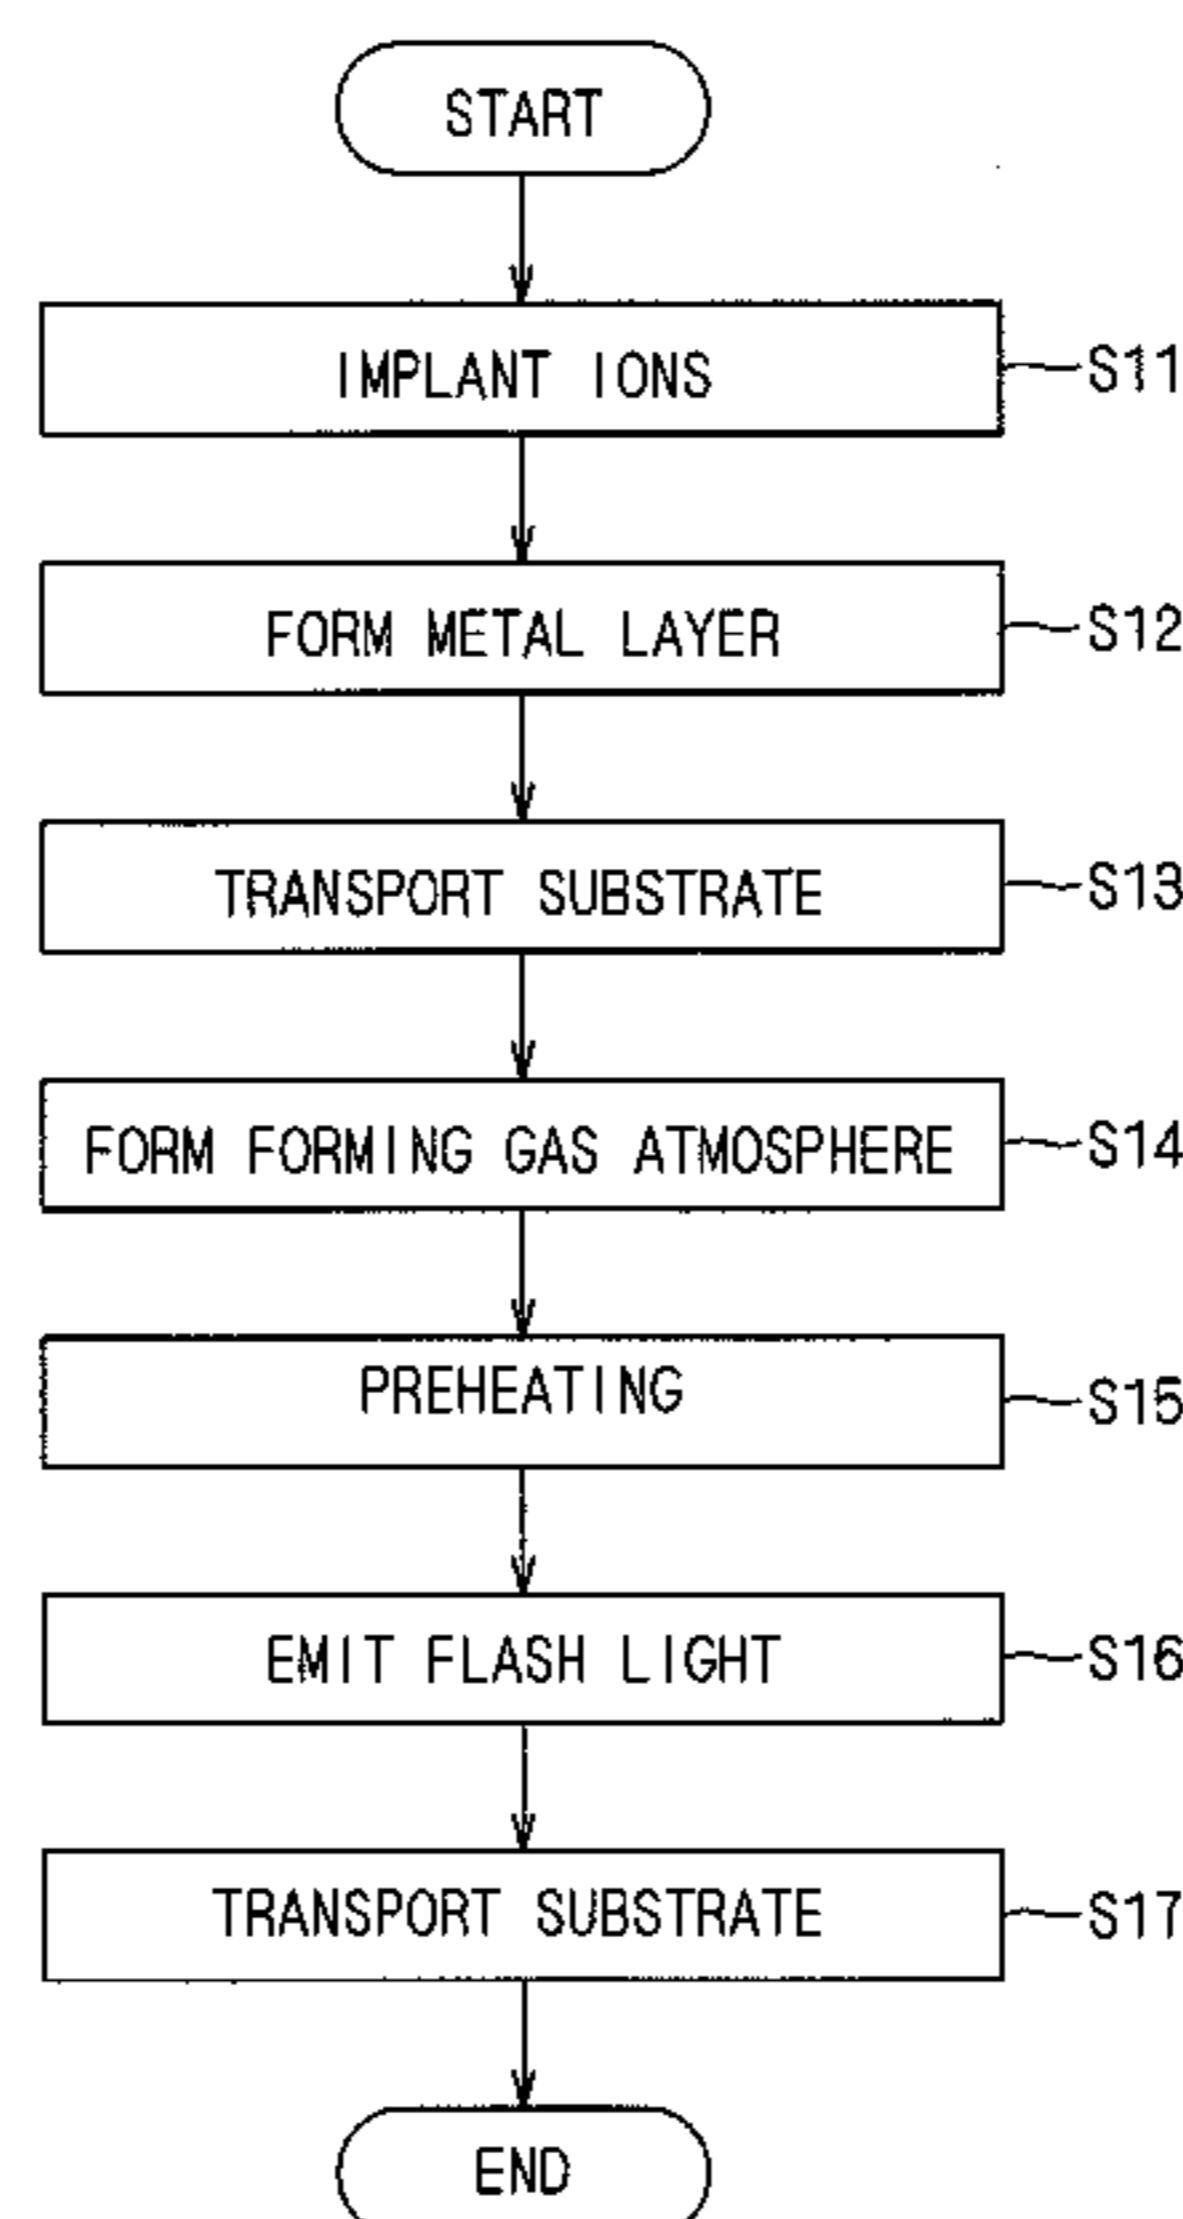 START
IMPLANT IONS
S11
FORM METAL LAYER
S12
TRANSPORT SUBSTRATE
S13
FORM FORMING GAS ATMOSPHERE
S14
PREHEATING
S15
EMIT FLASH LIGHT
S16
TRANSPORT SUBSTRATE
S17
END